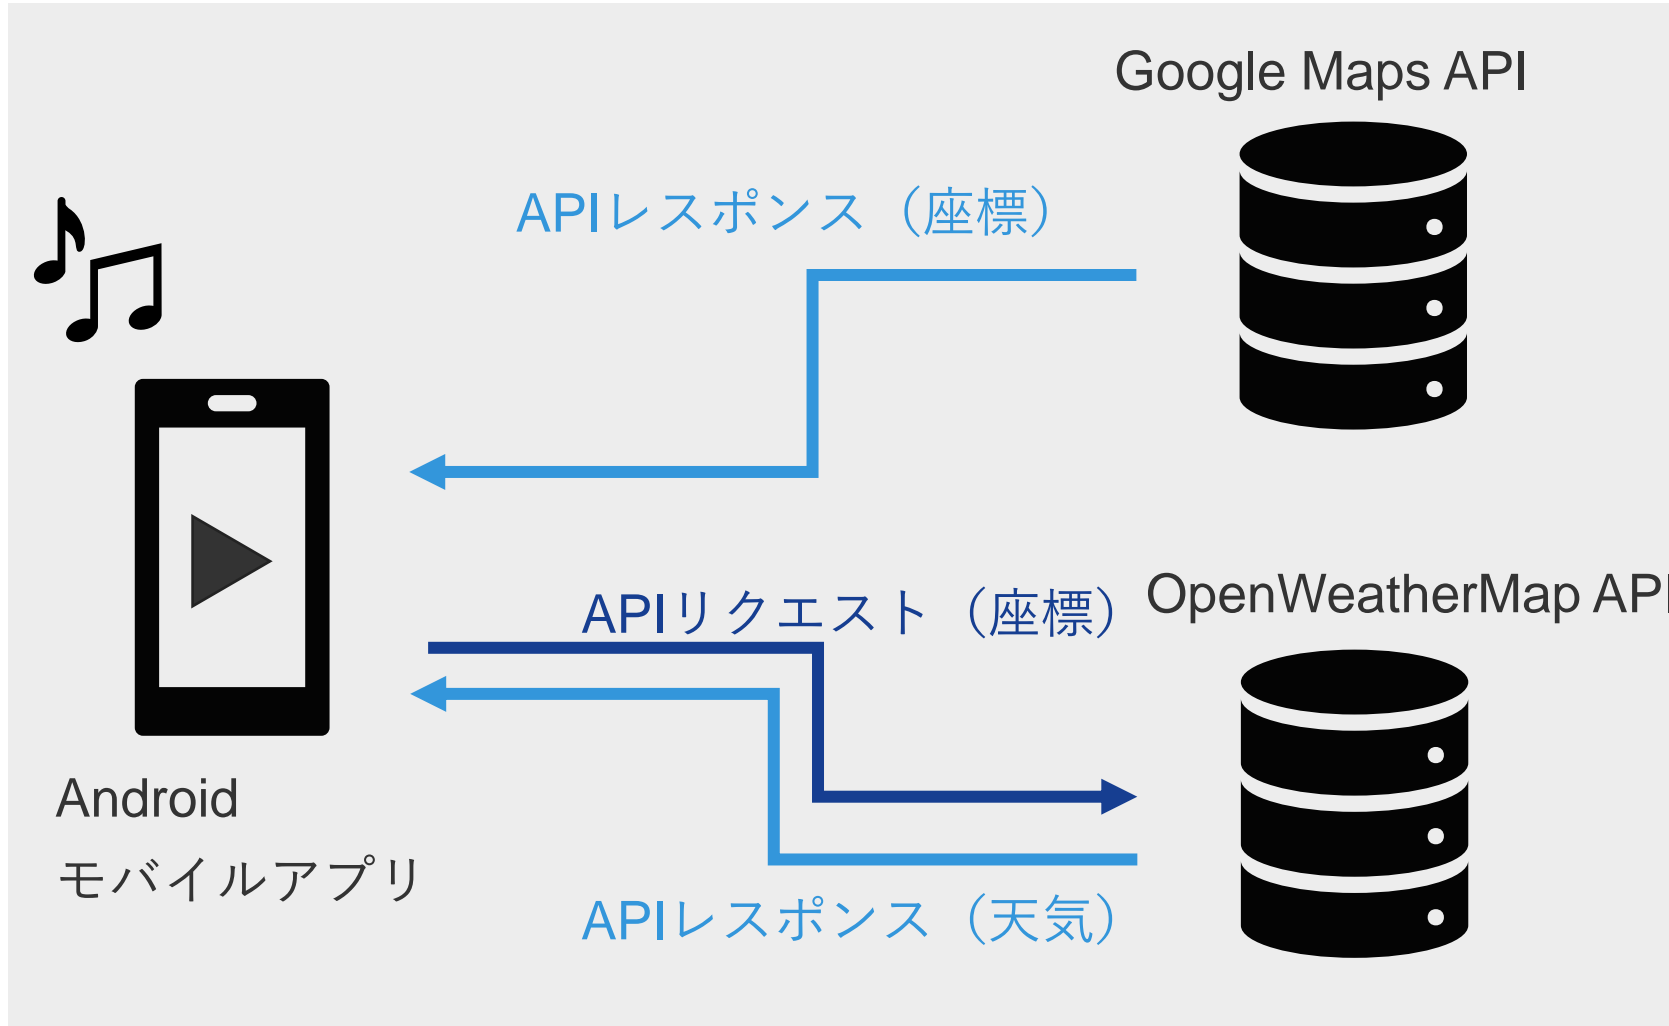 Google Maps API
APIレスポンス（座標）
APIリクエスト（座標）
OpenWeatherMap API
Android
モバイルアプリ
APIレスポンス（天気）